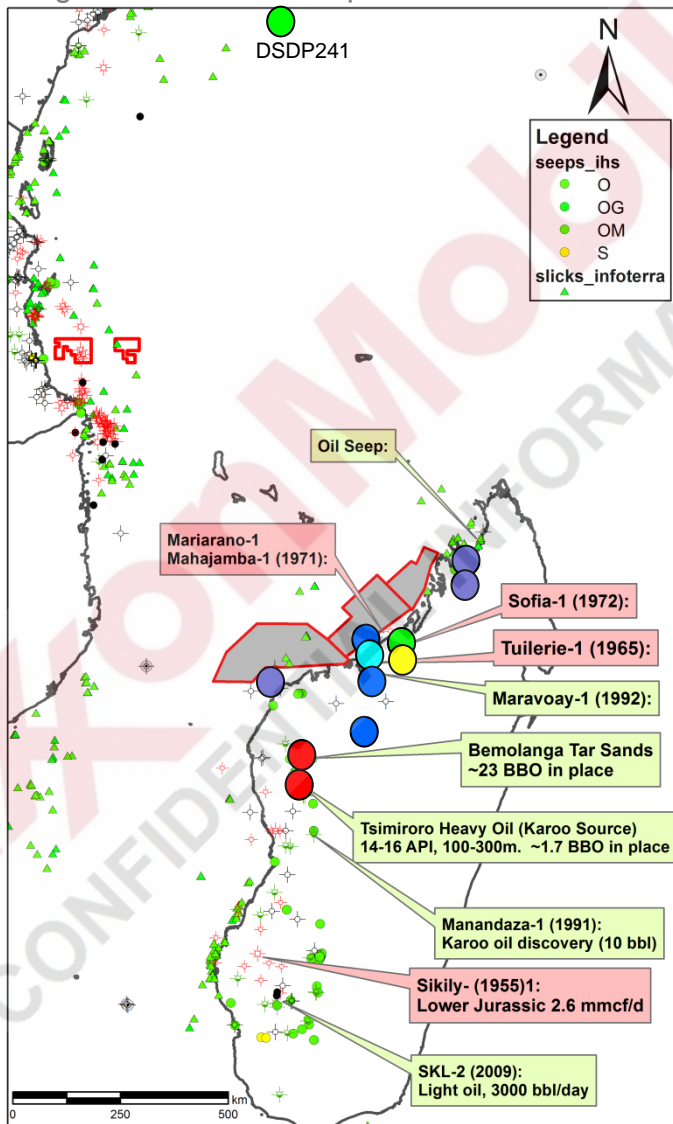 DSDP241
N
Legend
seeps_ihs
O
OG
OM
S
slicks_infoterra
Oil Seep:
Mariarano-1
Mahajamba-1 (1971):
Sofia-1 (1972):
Tuilerie-1 (1965):
Maravoay-1 (1992):
Bemolanga Tar Sands
~23 BBO in place
Tsimiroro Heavy Oil (Karoo Source)
14-16 API, 100-300m. ~1.7 BBO in place
Manandaza-1 (1991):
Karoo oil discovery (10 bbl)
Sikily- (1955)1:
Lower Jurassic 2.6 mmcf/d
SKL-2 (2009):
Light oil, 3000 bbl/day
km
0 250 500
xonMobil
CONFIDENTIAL INFORM